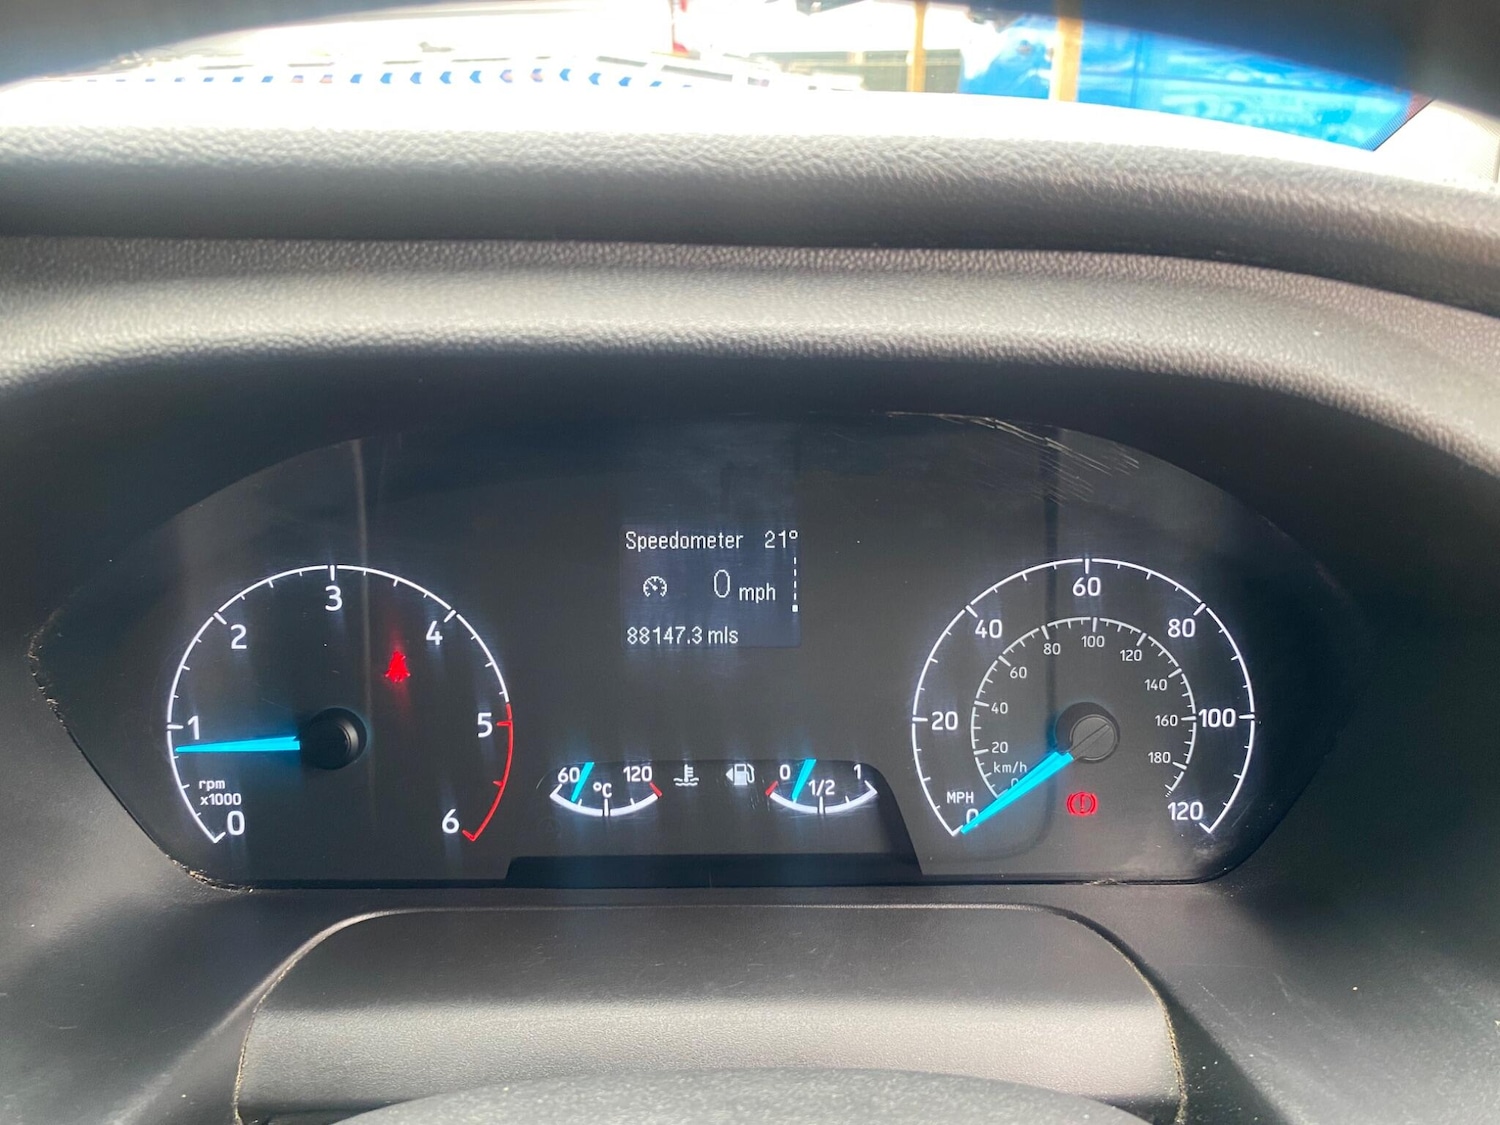 Speedometer 21°
0 mph
88147.3 mls
0 1 2 3 4 5 6
rpm
x1000
60 120
°C
0 1/2 1
0 20 40 60 80 100 120
MPH
0 20 40 60 80 100 120 140 160 180
km/h